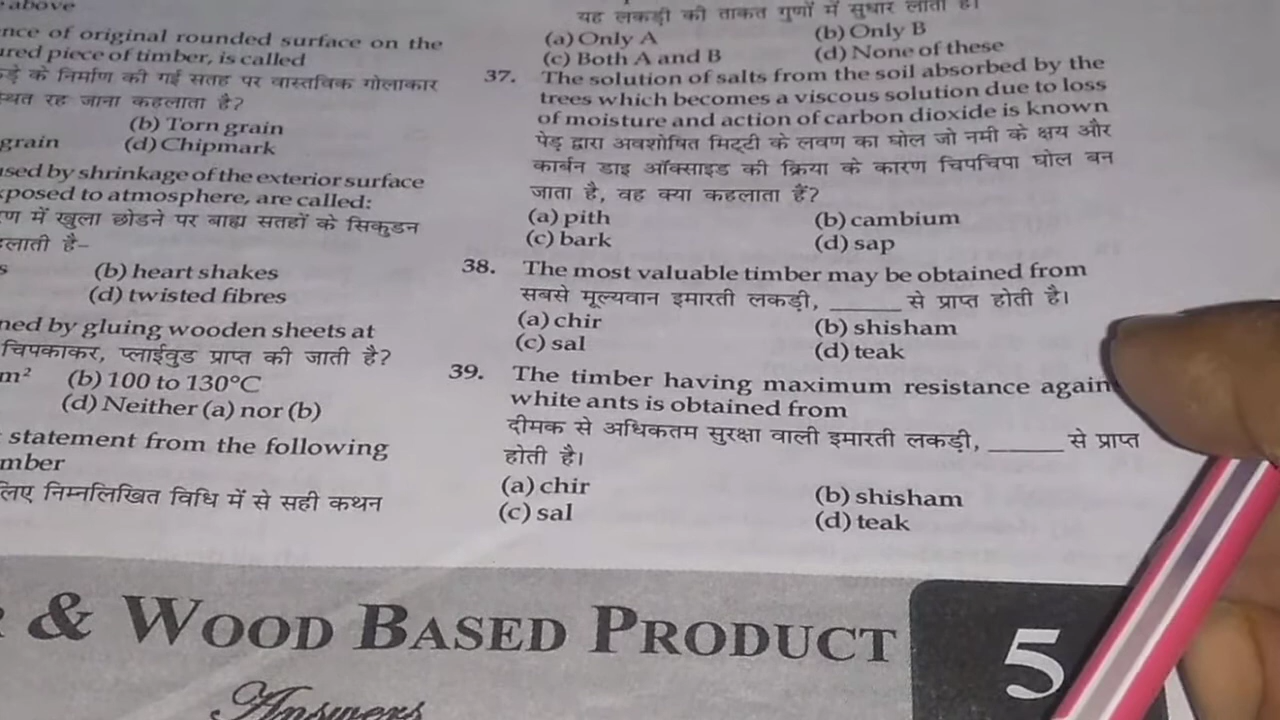 above
of original rounded surface on the
piece of timber, is called
के निर्माण की गई सतह पर वास्तविक गोलाकार
रह जाना कहलाता है?
(b) Torn grain
grain (d) Chipmark
by shrinkage of the exterior surface
to atmosphere, are called:
में खुला छोडने पर बाह्य सतहों के सिकुडन
है–
(b) heart shakes
(d) twisted fibres
by gluing wooden sheets at
चिपकाकर, प्लाईवुड प्राप्त की जाती है?
m² (b) 100 to 130°C
(d) Neither (a) nor (b)
statement from the following
निम्नलिखित विधि में से सही कथन
यह लकड़ी की ताकत गुणों में सुधार लाता है।
(a) Only A (b) Only B
(c) Both A and B (d) None of these
37. The solution of salts from the soil absorbed by the
trees which becomes a viscous solution due to loss
of moisture and action of carbon dioxide is known
पेड़ द्वारा अवशोषित मिट्टी के लवण का घोल जो नमी के क्षय और
कार्बन डाइ ऑक्साइड की क्रिया के कारण चिपचिपा घोल बन
जाता है, वह क्या कहलाता हैं?
(a) pith (b) cambium
(c) bark (d) sap
38. The most valuable timber may be obtained from
सबसे मूल्यवान इमारती लकड़ी, ______ से प्राप्त होती है।
(a) chir (b) shisham
(c) sal (d) teak
39. The timber having maximum resistance
white ants is obtained from
दीमक से अधिकतम सुरक्षा वाली इमारती लकड़ी, ______ से प्राप्त
होती है।
(a) chir (b) shisham
(c) sal (d) teak
& WOOD BASED PRODUCT 5
Answers